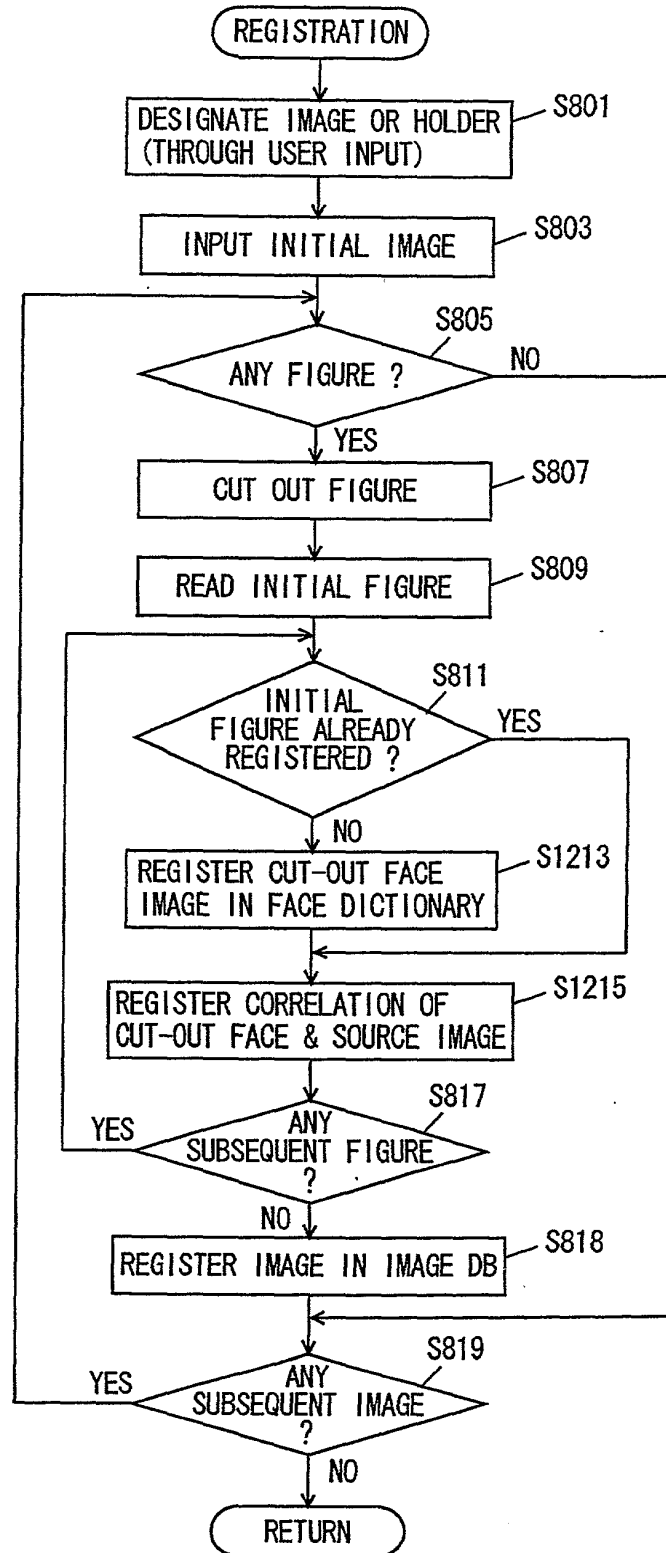 REGISTRATION
S801
DESIGNATE IMAGE OR HOLDER
(THROUGH USER INPUT)
S803
INPUT INITIAL IMAGE
S805
ANY FIGURE ?
NO
YES
S807
CUT OUT FIGURE
S809
READ INITIAL FIGURE
S811
INITIAL
FIGURE ALREADY
REGISTERED ?
YES
NO
S1213
REGISTER CUT-OUT FACE
IMAGE IN FACE DICTIONARY
S1215
REGISTER CORRELATION OF
CUT-OUT FACE & SOURCE IMAGE
S817
YES
ANY
SUBSEQUENT FIGURE
?
NO
S818
REGISTER IMAGE IN IMAGE DB
S819
YES
ANY
SUBSEQUENT IMAGE
?
NO
RETURN